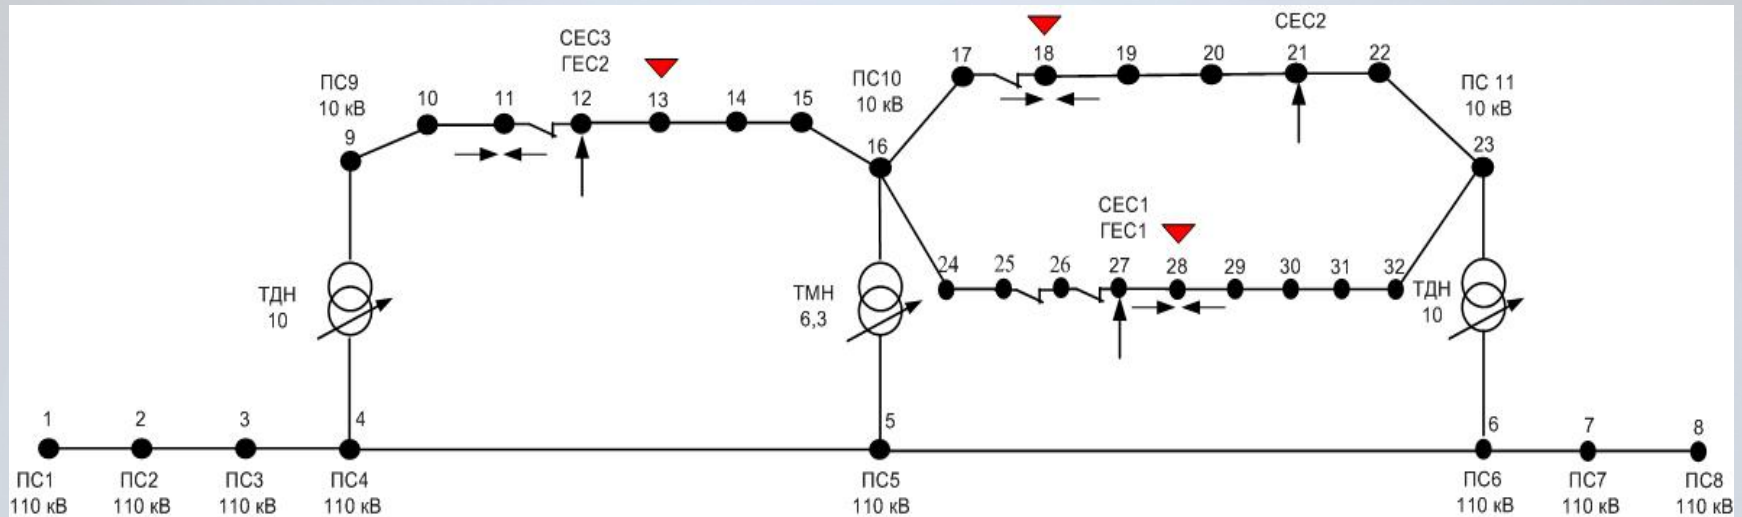 СЕС2
17
18
19
20
21
22
СЕС3
ГЕС2
ПС9
10 кВ
ПС10
10 кВ
ПС 11
10 кВ
9
10
11
12
13
14
15
16
23
СЕС1
ГЕС1
24
25
26
27
28
29
30
31
32
ТДН
10
ТМН
6,3
ТДН
10
1
2
3
4
5
6
7
8
ПС1
110 кВ
ПС2
110 кВ
ПС3
110 кВ
ПС4
110 кВ
ПС5
110 кВ
ПС6
110 кВ
ПС7
110 кВ
ПС8
110 кВ